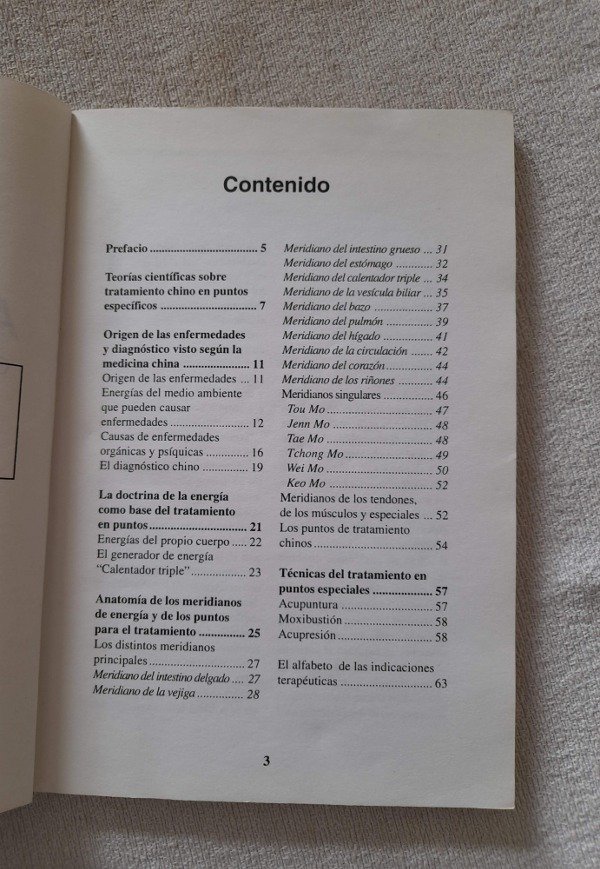 Contenido
Prefacio ................................... 5
Teorías científicas sobre
tratamiento chino en puntos
específicos ............................... 7
Origen de las enfermedades
y diagnóstico visto según la
medicina china ...................... 11
Origen de las enfermedades ... 11
Energías del medio ambiente
que pueden causar
enfermedades ........................ 12
Causas de enfermedades
orgánicas y psíquicas ............. 16
El diagnóstico chino .............. 19
La doctrina de la energía
como base del tratamiento
en puntos ............................... 21
Energías del propio cuerpo ..... 22
El generador de energía
“Calentador triple” ................. 23
Anatomía de los meridianos
de energía y de los puntos
para el tratamiento ............... 25
Los distintos meridianos
principales ............................. 27
Meridiano del intestino delgado .... 27
Meridiano de la vejiga .............. 28
Meridiano del intestino grueso ... 31
Meridiano del estómago ............ 32
Meridiano del calentador triple ... 34
Meridiano de la vesícula biliar ... 35
Meridiano del bazo .................. 37
Meridiano del pulmón .............. 39
Meridiano del hígado ............... 41
Meridiano de la circulación ...... 42
Meridiano del corazón .............. 44
Meridiano de los riñones .......... 44
Meridianos singulares ............. 46
Tou Mo ................................ 47
Jenn Mo ............................... 48
Tae Mo ................................ 48
Tchong Mo .......................... 49
Wei Mo ................................ 50
Keo Mo ............................... 52
Meridianos de los tendones,
de los músculos y especiales ... 52
Los puntos de tratamiento
chinos .................................... 54
Técnicas del tratamiento en
puntos especiales ................... 57
Acupuntura ............................ 57
Moxibustión ........................... 58
Acupresión ............................. 58
El alfabeto de las indicaciones
terapéuticas ............................ 63
3